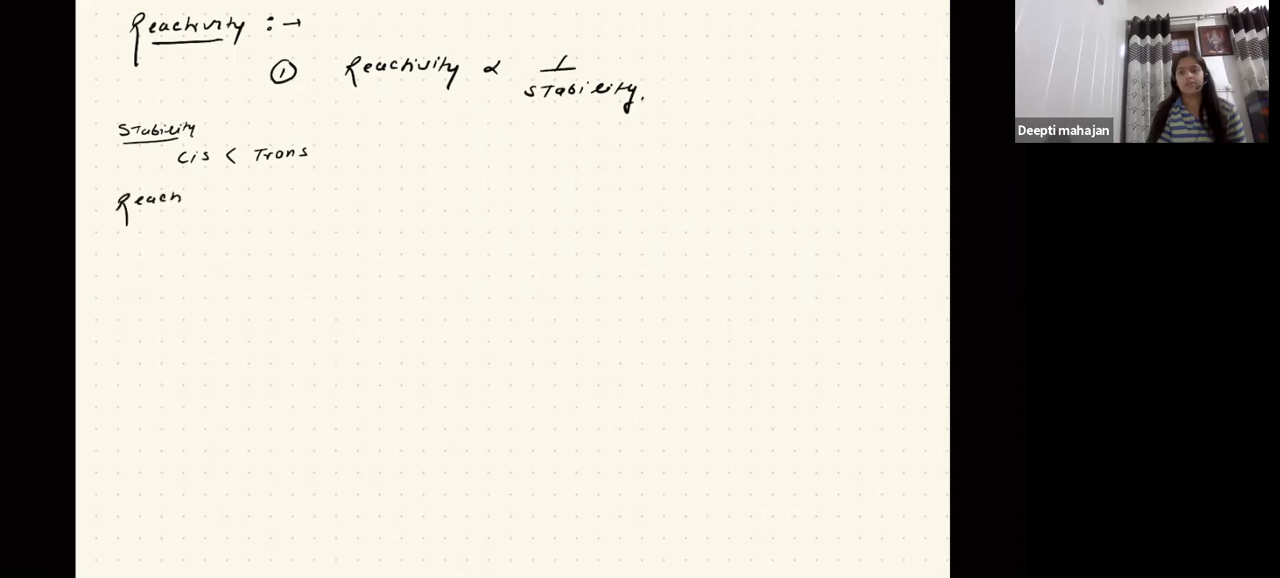 Reactivity :→
① Reactivity ∝ 1/stability.
Stability
Cis < Trans
Reach
Deepti mahajan